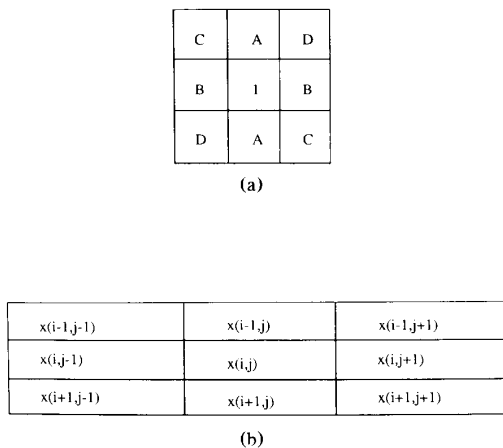 C A D
B 1 B
D A C
(a)
x(i-1,j-1) x(i-1,j) x(i-1,j+1)
x(i,j-1) x(i,j) x(i,j+1)
x(i+1,j-1) x(i+1,j) x(i+1,j+1)
(b)